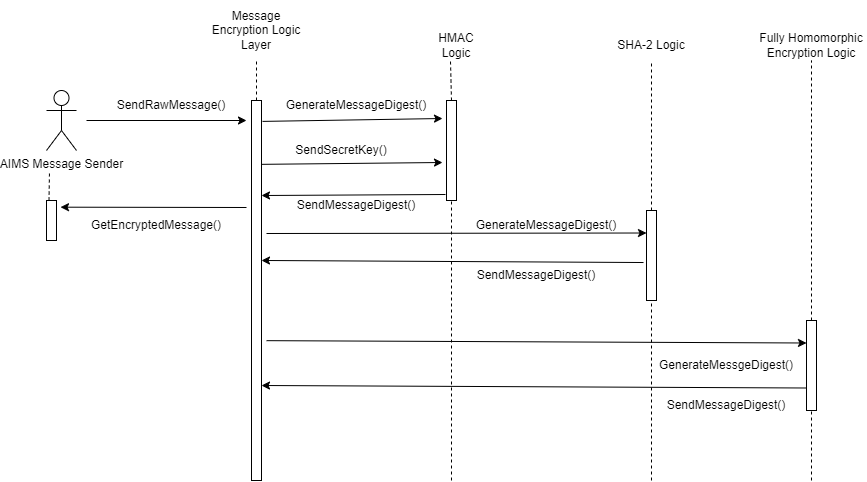 Message
Encryption Logic
Layer
HMAC
Logic
SHA-2 Logic
Fully Homomorphic
Encryption Logic
SendRawMessage()
GenerateMessageDigest()
SendSecretKey()
AIMS Message Sender
SendMessageDigest()
GetEncryptedMessage()
GenerateMessageDigest()
SendMessageDigest()
GenerateMessgeDigest()
SendMessageDigest()